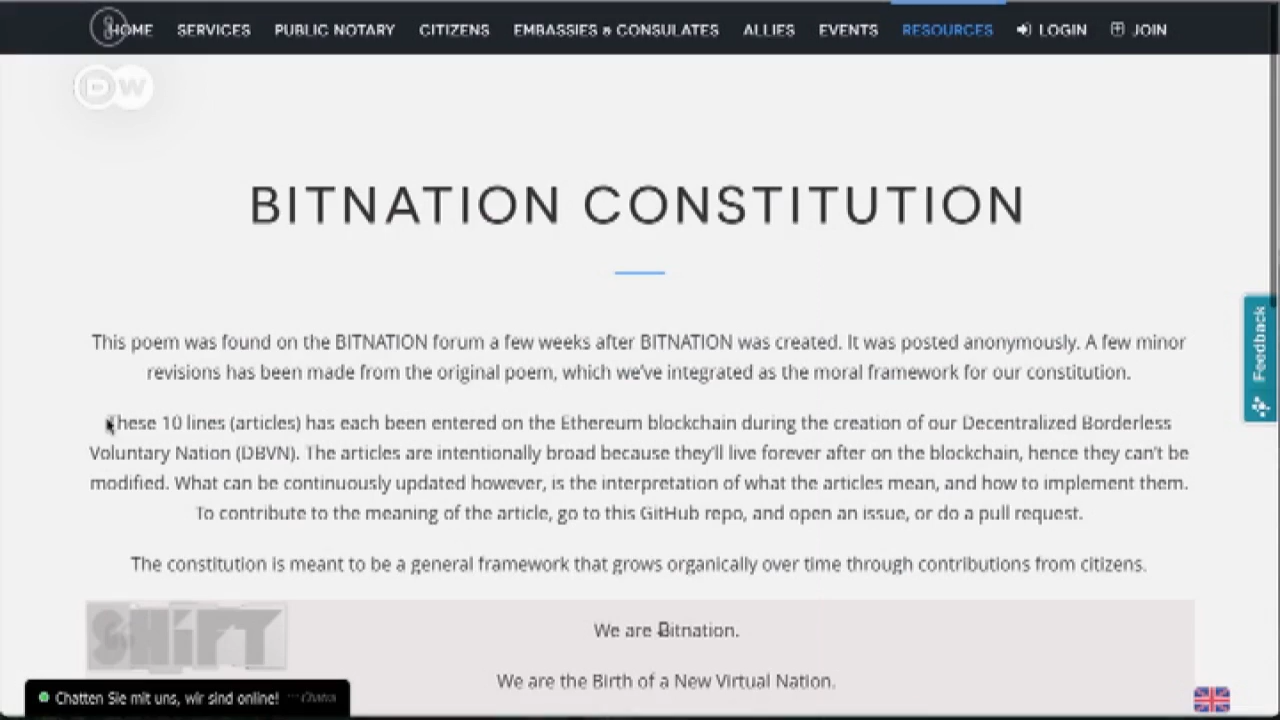 HOME SERVICES PUBLIC NOTARY CITIZENS EMBASSIES & CONSULATES ALLIES EVENTS RESOURCES LOGIN JOIN
DW
BITNATION CONSTITUTION
This poem was found on the BITNATION forum a few weeks after BITNATION was created. It was posted anonymously. A few minor
revisions has been made from the original poem, which we've integrated as the moral framework for our constitution.
These 10 lines (articles) has each been entered on the Ethereum blockchain during the creation of our Decentralized Borderless
Voluntary Nation (DBVN). The articles are intentionally broad because they'll live forever after on the blockchain, hence they can't be
modified. What can be continuously updated however, is the interpretation of what the articles mean, and how to implement them.
To contribute to the meaning of the article, go to this GitHub repo, and open an issue, or do a pull request.
The constitution is meant to be a general framework that grows organically over time through contributions from citizens.
We are Bitnation.
We are the Birth of a New Virtual Nation.
SHIFT
Chatten Sie mit uns, wir sind online!
Feedback